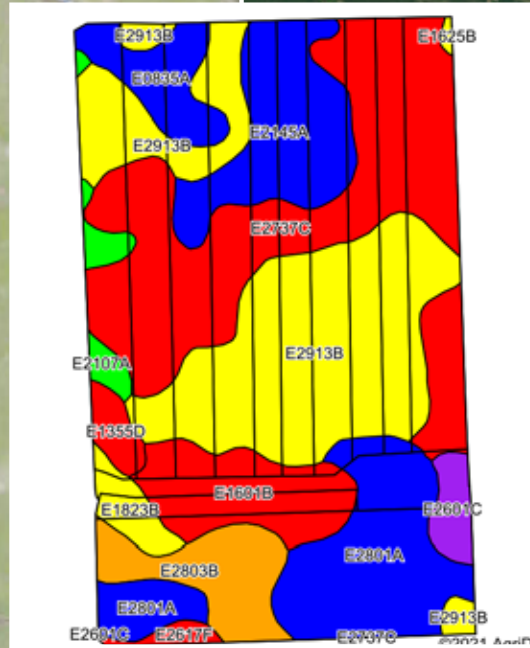 E2913B
E1625B
E0835A
E2145A
E2913B
E2737C
E2913B
E2107A
E1355D
E1601B
E1823B
E2601C
E2801A
E2803B
E2801A
E2913B
E2601C
E2617F
E2737C
©2021 AgriD